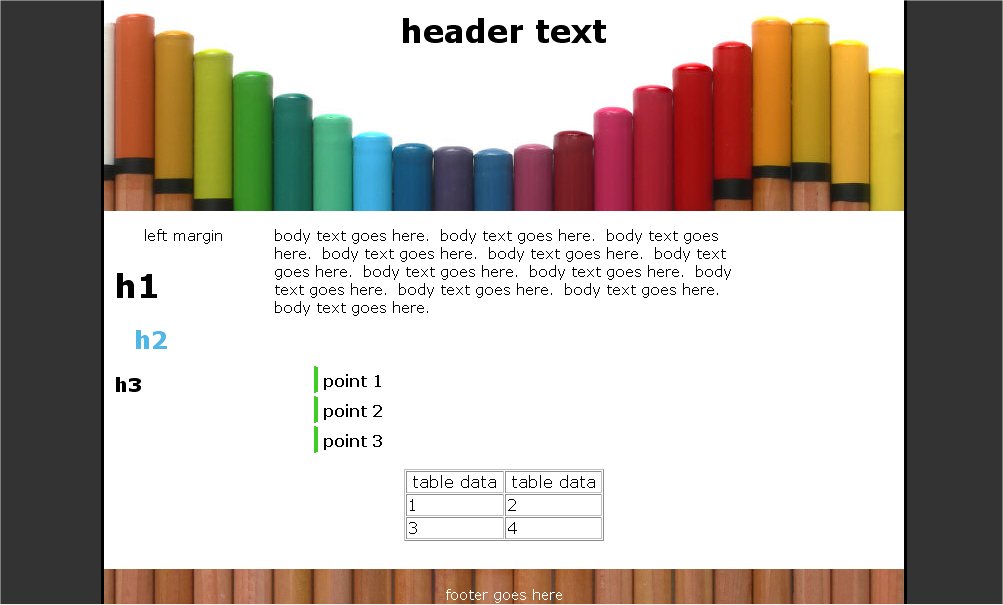 header text
left margin
h1
h2
h3
body text goes here.  body text goes here.  body text goes
here.  body text goes here.  body text goes here.  body text
goes here.  body text goes here.  body text goes here.  body
text goes here.  body text goes here.  body text goes here.
body text goes here.
point 1
point 2
point 3
table data table data
1 2
3 4
footer goes here